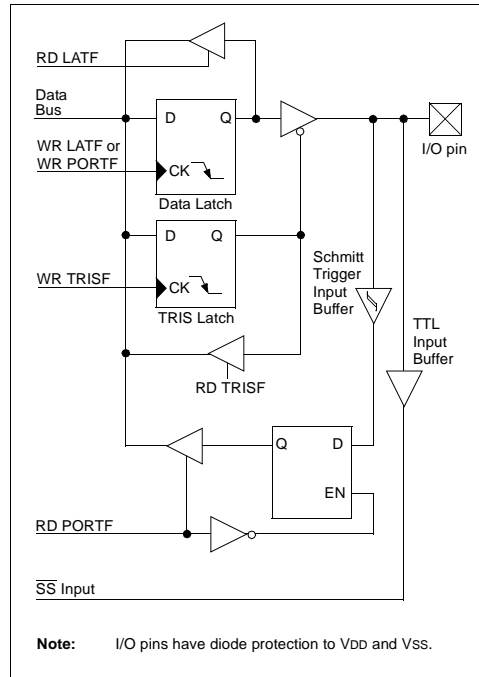 RD LATF
Data
Bus
D Q
I/O pin
WR LATF or
WR PORTF
CK
Data Latch
D Q
Schmitt
Trigger
Input
Buffer
WR TRISF
CK
TRIS Latch
TTL
Input
Buffer
RD TRISF
Q D
EN
RD PORTF
SS Input
Note: I/O pins have diode protection to VDD and VSS.